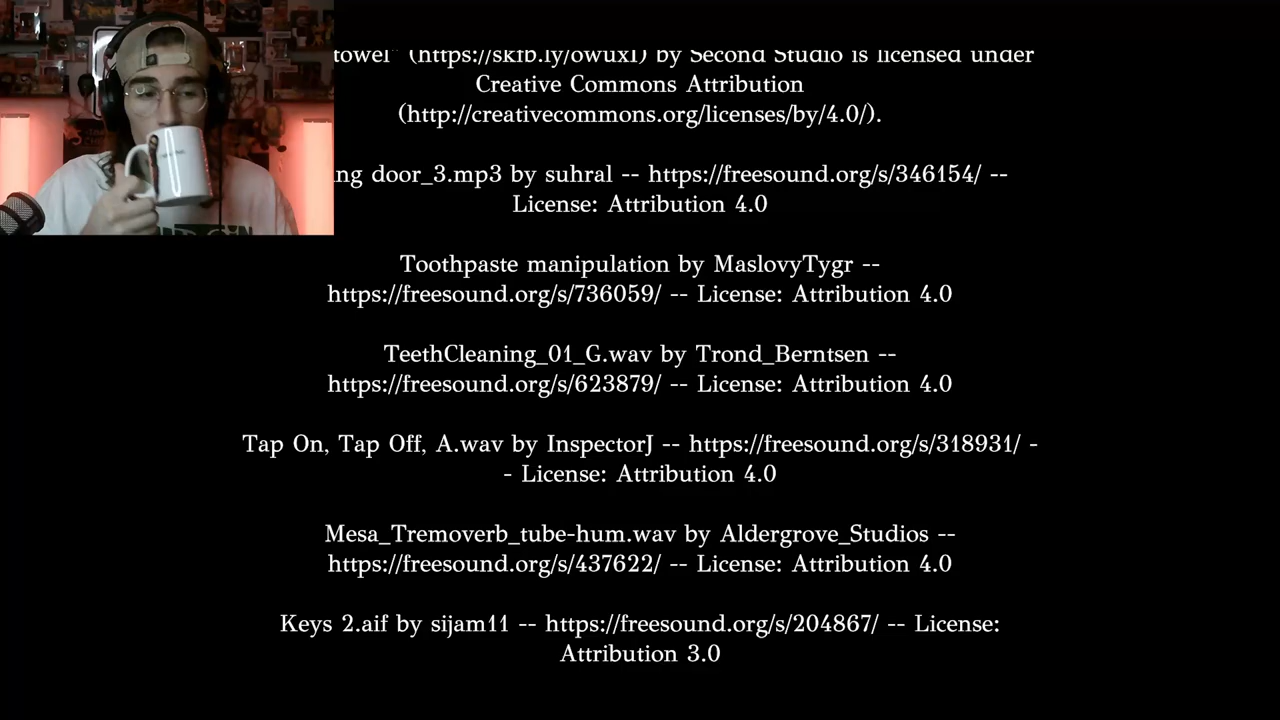 towel" (https://skfb.ly/owuxI) by Second Studio is licensed under
Creative Commons Attribution
(http://creativecommons.org/licenses/by/4.0/).
ng door_3.mp3 by suhral -- https://freesound.org/s/346154/ --
License: Attribution 4.0
Toothpaste manipulation by MaslovyTygr --
https://freesound.org/s/736059/ -- License: Attribution 4.0
TeethCleaning_01_G.wav by Trond_Berntsen --
https://freesound.org/s/623879/ -- License: Attribution 4.0
Tap On, Tap Off, A.wav by InspectorJ -- https://freesound.org/s/318931/ -
- License: Attribution 4.0
Mesa_Tremoverb_tube-hum.wav by Aldergrove_Studios --
https://freesound.org/s/437622/ -- License: Attribution 4.0
Keys 2.aif by sijam11 -- https://freesound.org/s/204867/ -- License:
Attribution 3.0